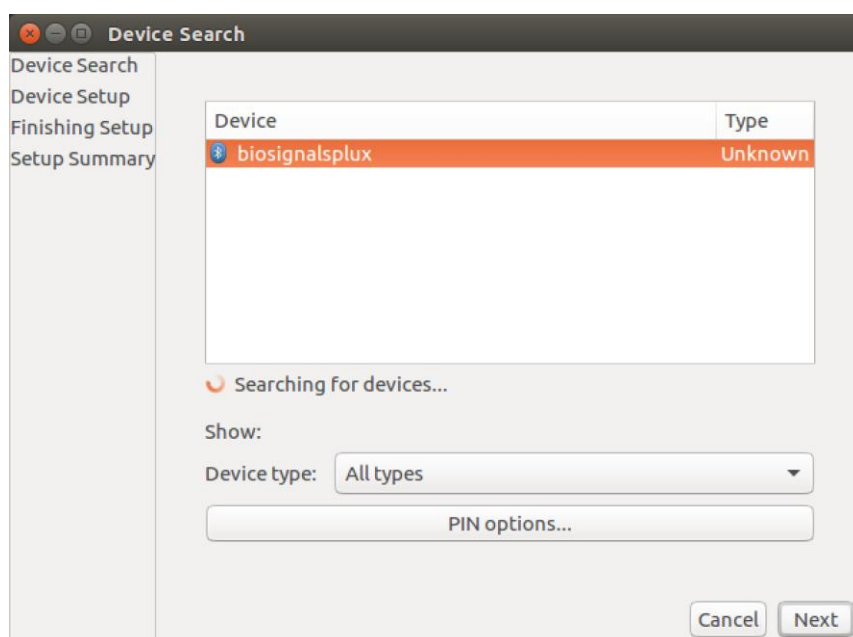 Device Search
Device Search
Device Setup
Finishing Setup
Setup Summary
Device Type
biosignalsplux Unknown
Searching for devices...
Show:
Device type: All types
PIN options...
Cancel Next